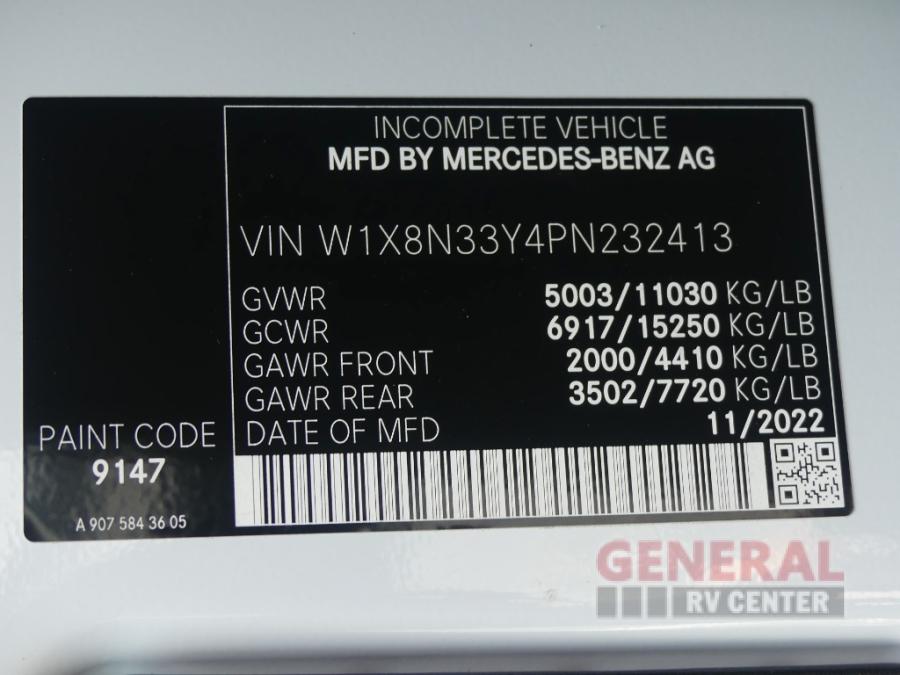 INCOMPLETE VEHICLE
MFD BY MERCEDES-BENZ AG
VIN W1X8N33Y4PN232413
GVWR 5003/11030 KG/LB
GCWR 6917/15250 KG/LB
GAWR FRONT 2000/4410 KG/LB
GAWR REAR 3502/7720 KG/LB
DATE OF MFD 11/2022
PAINT CODE
9147
A 907 584 36 05
GENERAL
RV CENTER